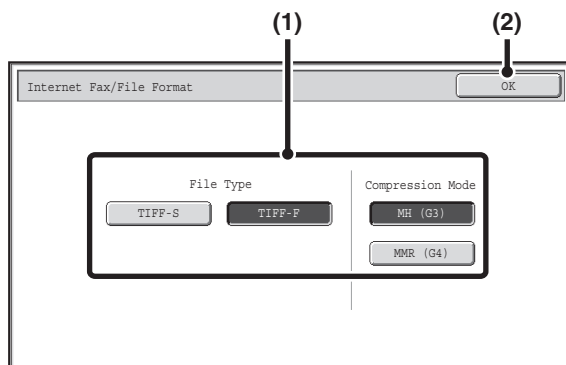 (1) (2)
Internet Fax/File Format OK
File Type Compression Mode
TIFF-S TIFF-F MH (G3)
MMR (G4)